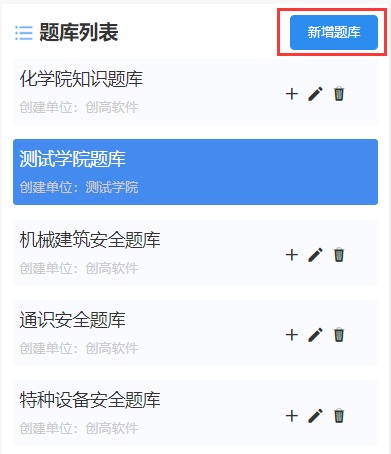 题库列表
新增题库
化学院知识题库
创建单位：创高软件
测试学院题库
创建单位：测试学院
机械建筑安全题库
创建单位：创高软件
通识安全题库
创建单位：创高软件
特种设备安全题库
创建单位：创高软件